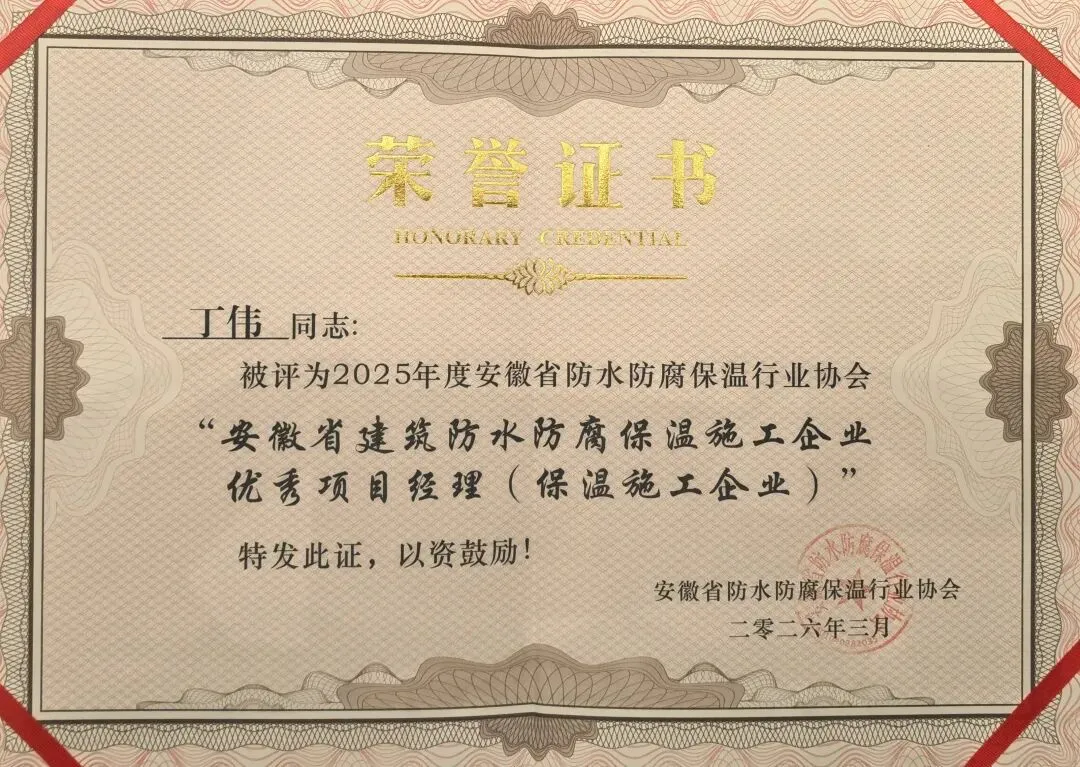 荣誉证书
HONORARY CREDENTIAL
丁伟 同志:
被评为2025年度安徽省防水防腐保温行业协会
“安徽省建筑防水防腐保温施工企业
优秀项目经理（保温施工企业）”
特发此证，以资鼓励！
安徽省防水防腐保温行业协会
二零二六年三月